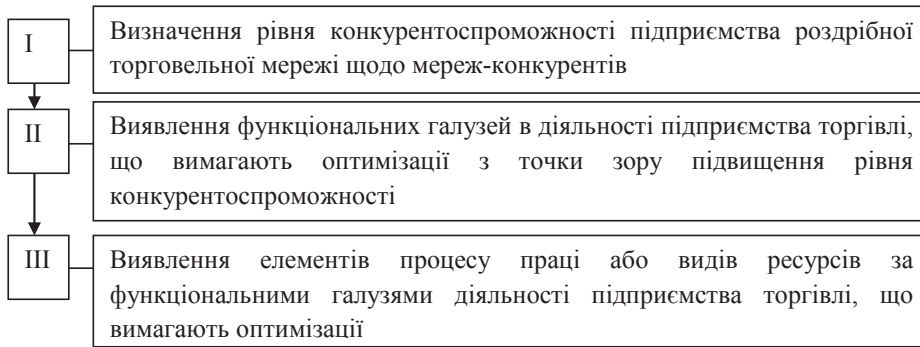 I
Визначення рівня конкурентоспроможності підприємства роздрібної
торговельної мережі щодо мереж-конкурентів
II
Виявлення функціональних галузей в діяльності підприємства торгівлі,
що вимагають оптимізації з точки зору підвищення рівня
конкурентоспроможності
III
Виявлення елементів процесу праці або видів ресурсів за
функціональними галузями діяльності підприємства торгівлі, що
вимагають оптимізації